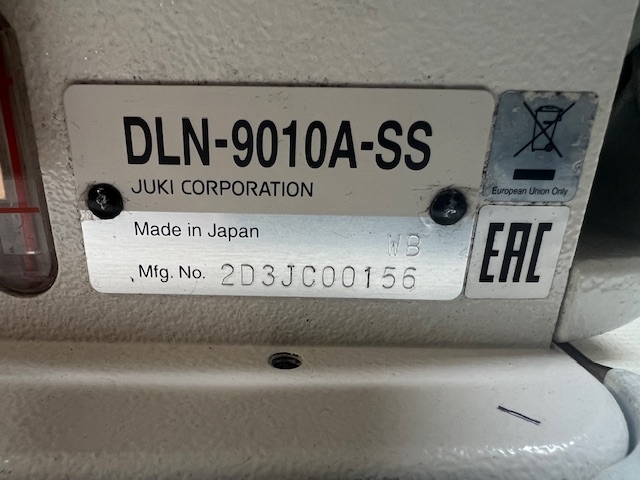 DLN-9010A-SS
JUKI CORPORATION
Made in Japan
WB
Mfg. No. 2D3JC00156
European Union Only
EAC